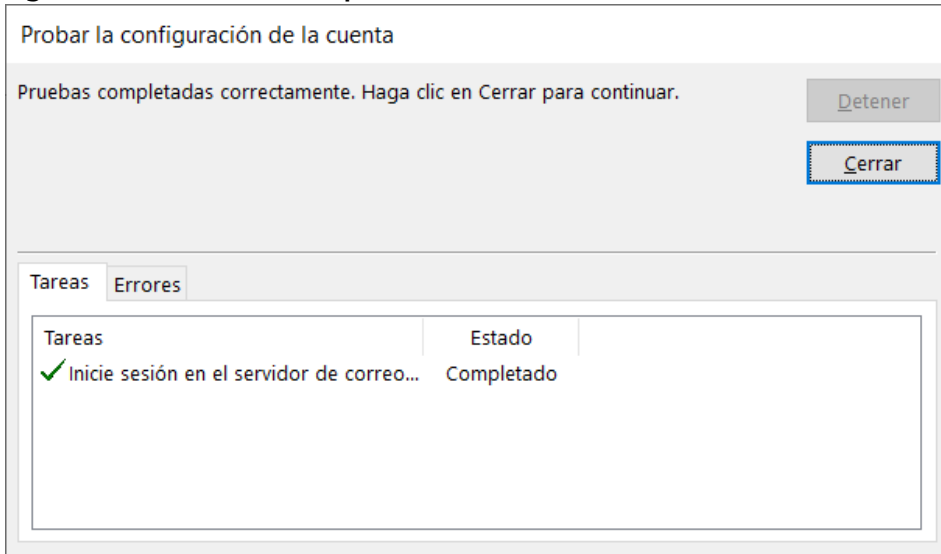 Probar la configuración de la cuenta
Pruebas completadas correctamente. Haga clic en Cerrar para continuar.
Detener
Cerrar
Tareas Errores
Tareas Estado
Inicie sesión en el servidor de correo... Completado